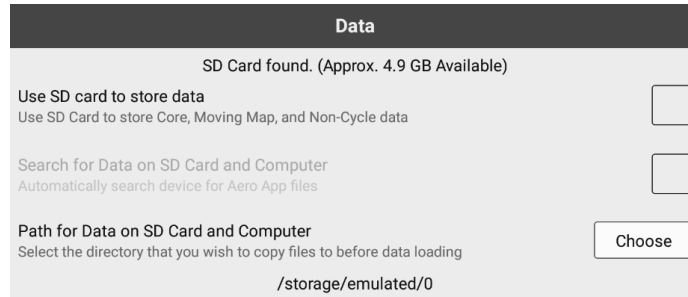 Data
SD Card found. (Approx. 4.9 GB Available)
Use SD card to store data
Use SD Card to store Core, Moving Map, and Non-Cycle data
Search for Data on SD Card and Computer
Automatically search device for Aero App files
Path for Data on SD Card and Computer
Select the directory that you wish to copy files to before data loading
Choose
/storage/emulated/0